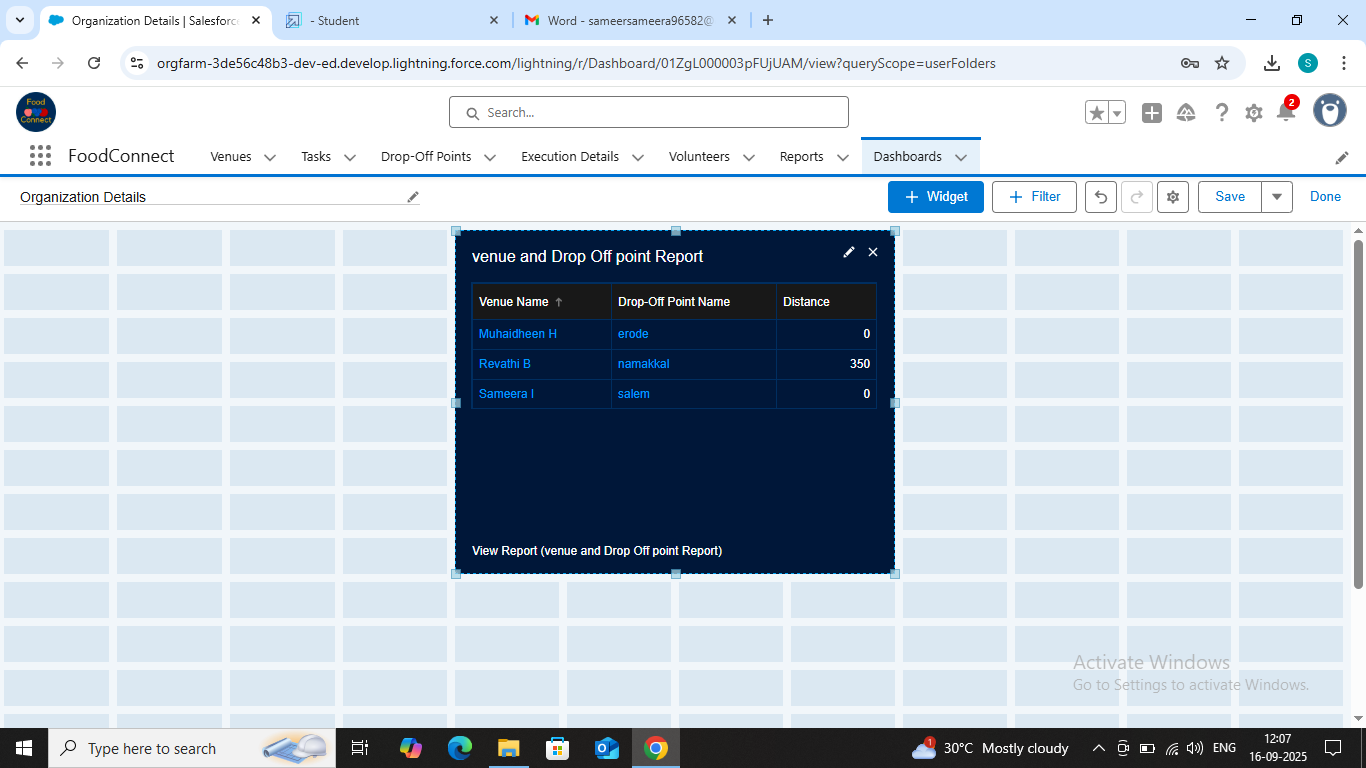 Organization Details | Salesforc
- Student
Word - sameersameera96582@
orgfarm-3de56c48b3-dev-ed.develop.lightning.force.com/lightning/r/Dashboard/01ZgL000003pFUjUAM/view?queryScope=userFolders
S
Food
Connect
Search...
2
FoodConnect
Venues
Tasks
Drop-Off Points
Execution Details
Volunteers
Reports
Dashboards
Organization Details
+ Widget
+ Filter
Save
Done
venue and Drop Off point Report
Venue Name ↑ Drop-Off Point Name Distance
Muhaidheen H erode 0
Revathi B namakkal 350
Sameera I salem 0
View Report (venue and Drop Off point Report)
Activate Windows
Go to Settings to activate Windows.
Type here to search
1
30°C Mostly cloudy
ENG
12:07
16-09-2025